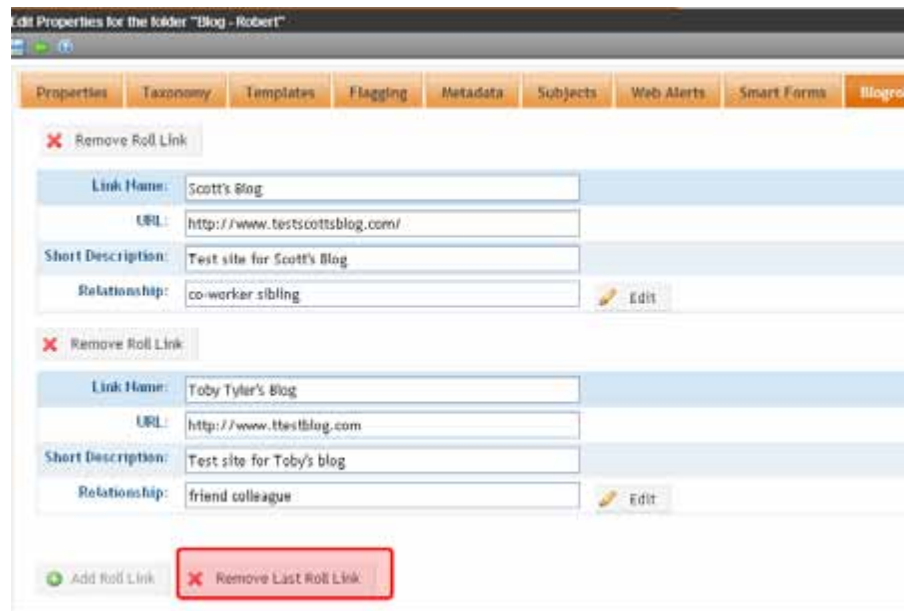 Edit Properties for the folder "Blog - Robert"
Properties Taxonomy Templates Flagging Metadata Subjects Web Alerts Smart Forms Blogro
Remove Roll Link
Link Name: Scott's Blog
URL: http://www.testscottsblog.com/
Short Description: Test site for Scott's Blog
Relationship: co-worker sibling Edit
Remove Roll Link
Link Name: Toby Tyler's Blog
URL: http://www.ttestblog.com
Short Description: Test site for Toby's blog
Relationship: friend colleague Edit
Add Roll Link Remove Last Roll Link